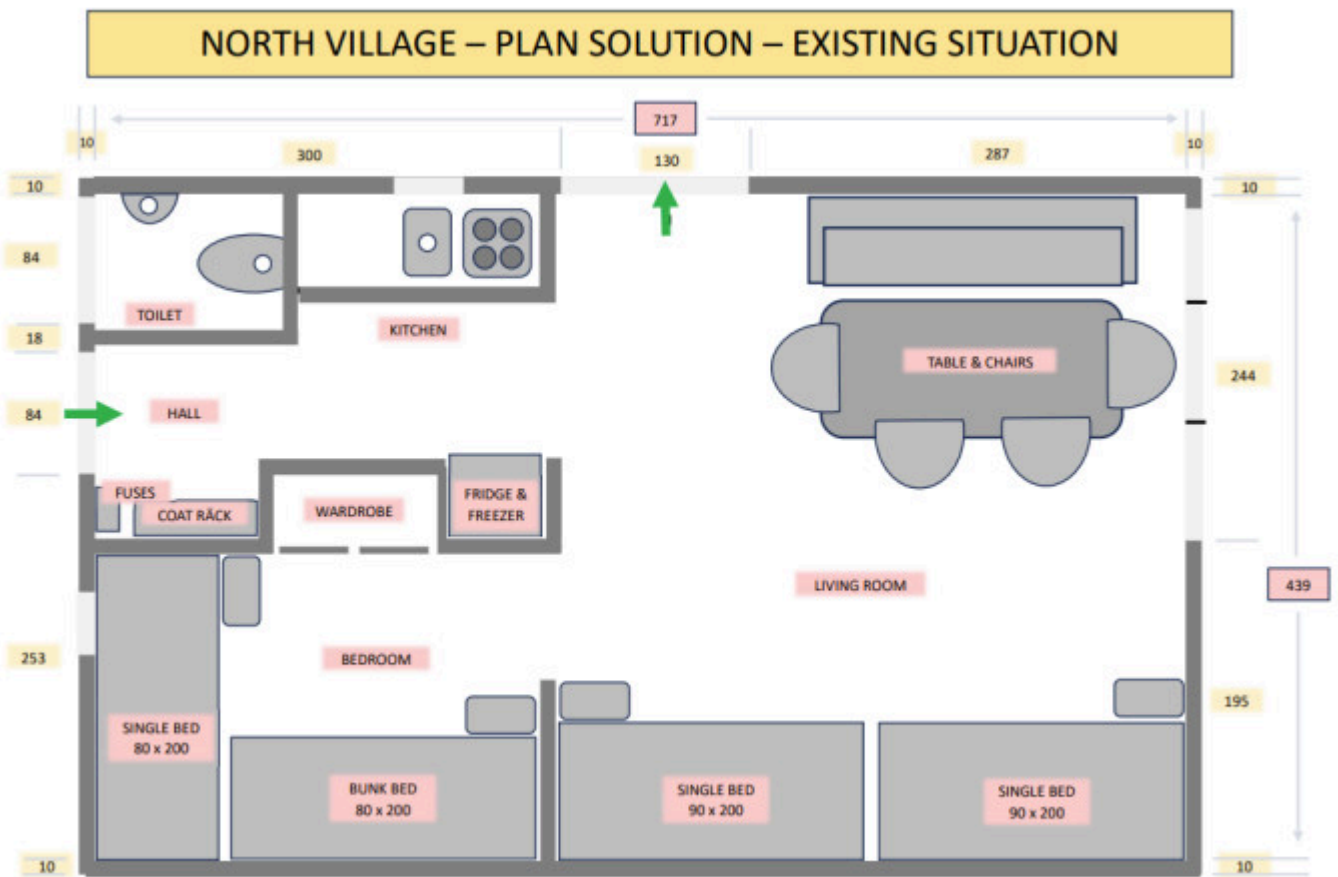 NORTH VILLAGE – PLAN SOLUTION – EXISTING SITUATION
717
10
300
130
287
10
10
10
84
TOILET
KITCHEN
18
TABLE & CHAIRS
244
84
HALL
FUSES
COAT RÄCK
WARDROBE
FRIDGE &
FREEZER
LIVING ROOM
439
253
BEDROOM
195
SINGLE BED
80 x 200
BUNK BED
80 x 200
SINGLE BED
90 x 200
SINGLE BED
90 x 200
10
10